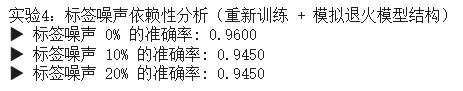 实验4：标签噪声依赖性分析（重新训练 + 模拟退火模型结构）
▶ 标签噪声 0% 的准确率: 0.9600
▶ 标签噪声 10% 的准确率: 0.9450
▶ 标签噪声 20% 的准确率: 0.9450